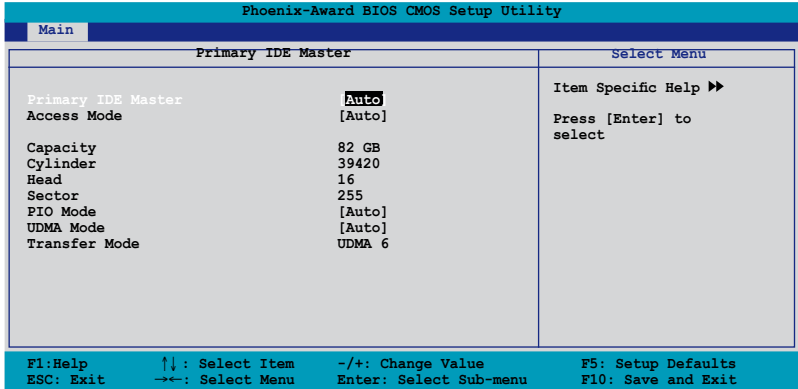 Phoenix-Award BIOS CMOS Setup Utility
Main
Primary IDE Master
Select Menu
Primary IDE Master [Auto]
Access Mode [Auto]
Capacity 82 GB
Cylinder 39420
Head 16
Sector 255
PIO Mode [Auto]
UDMA Mode [Auto]
Transfer Mode UDMA 6
Item Specific Help ▶▶
Press [Enter] to
select
F1:Help ↑↓: Select Item -/+: Change Value F5: Setup Defaults
ESC: Exit →←: Select Menu Enter: Select Sub-menu F10: Save and Exit